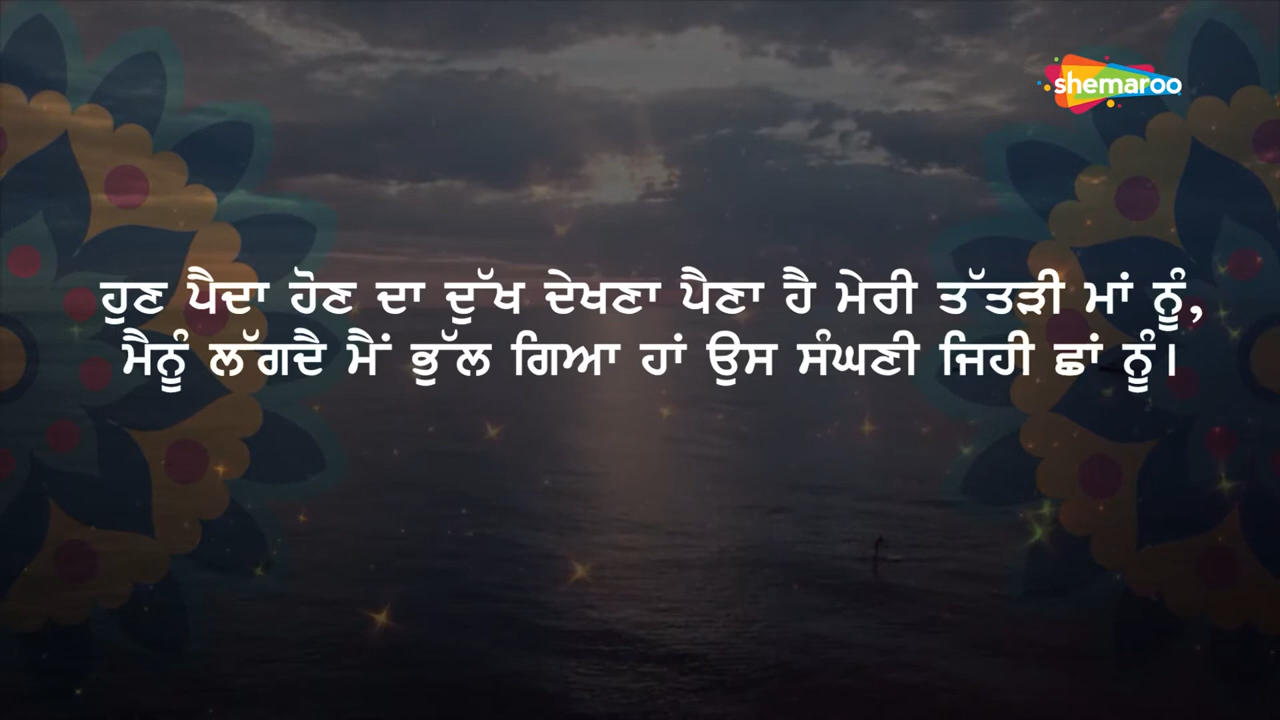 shemaroo
ਹੁਣ ਪੈਦਾ ਹੋਣ ਦਾ ਦੁੱਖ ਦੇਖਣਾ ਪੈਣਾ ਹੈ ਮੇਰੀ ਤੱਤੜੀ ਮਾਂ ਨੂੰ,
ਮੈਨੂੰ ਲੱਗਦੈ ਮੈਂ ਭੁੱਲ ਗਿਆ ਹਾਂ ਉਸ ਸੰਘਣੀ ਜਿਹੀ ਛਾਂ ਨੂੰ।